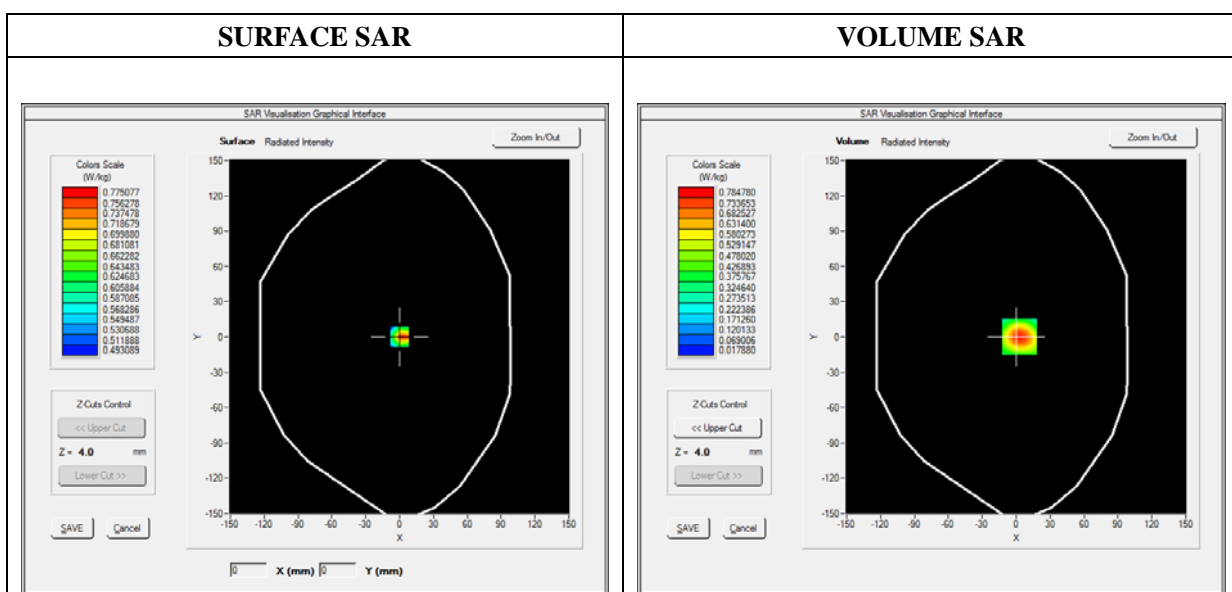 SURFACE SAR
VOLUME SAR
SAR Visualisation Graphical Interface
Surface Radiated Intensity
Zoom In/Out
Colors Scale
(W/kg)
0.775077
0.756278
0.737478
0.718679
0.699880
0.681081
0.662282
0.643483
0.624683
0.605884
0.587085
0.568286
0.549487
0.530688
0.511888
0.493089
Z-Cuts Control
<< Upper Cut
Z = 4.0 mm
Lower Cut >>
SAVE
Cancel
150
120
90
60
30
0
-30
-60
-90
-120
-150
Y
-150 -120 -90 -60 -30 0 30 60 90 120 150
X
0 X (mm) 0 Y (mm)
SAR Visualisation Graphical Interface
Volume Radiated Intensity
Zoom In/Out
Colors Scale
(W/kg)
0.784780
0.733653
0.682527
0.631400
0.580273
0.529147
0.478020
0.426893
0.375767
0.324640
0.273513
0.222386
0.171260
0.120133
0.069006
0.017880
Z-Cuts Control
<< Upper Cut
Z = 4.0 mm
Lower Cut >>
SAVE
Cancel
150
120
90
60
30
0
-30
-60
-90
-120
-150
Y
-150 -120 -90 -60 -30 0 30 60 90 120 150
X